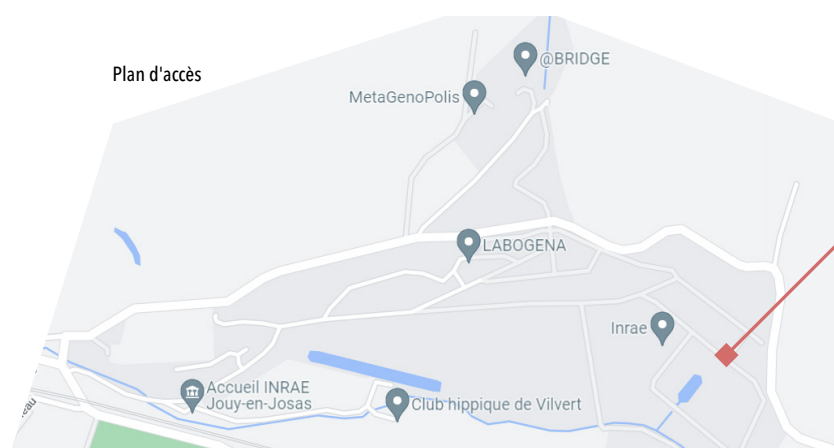 Plan d'accès
@BRIDGE
MetaGenoPolis
LABOGENA
Inrae
Accueil INRAE
Jouy-en-Josas
Club hippique de Vilvert